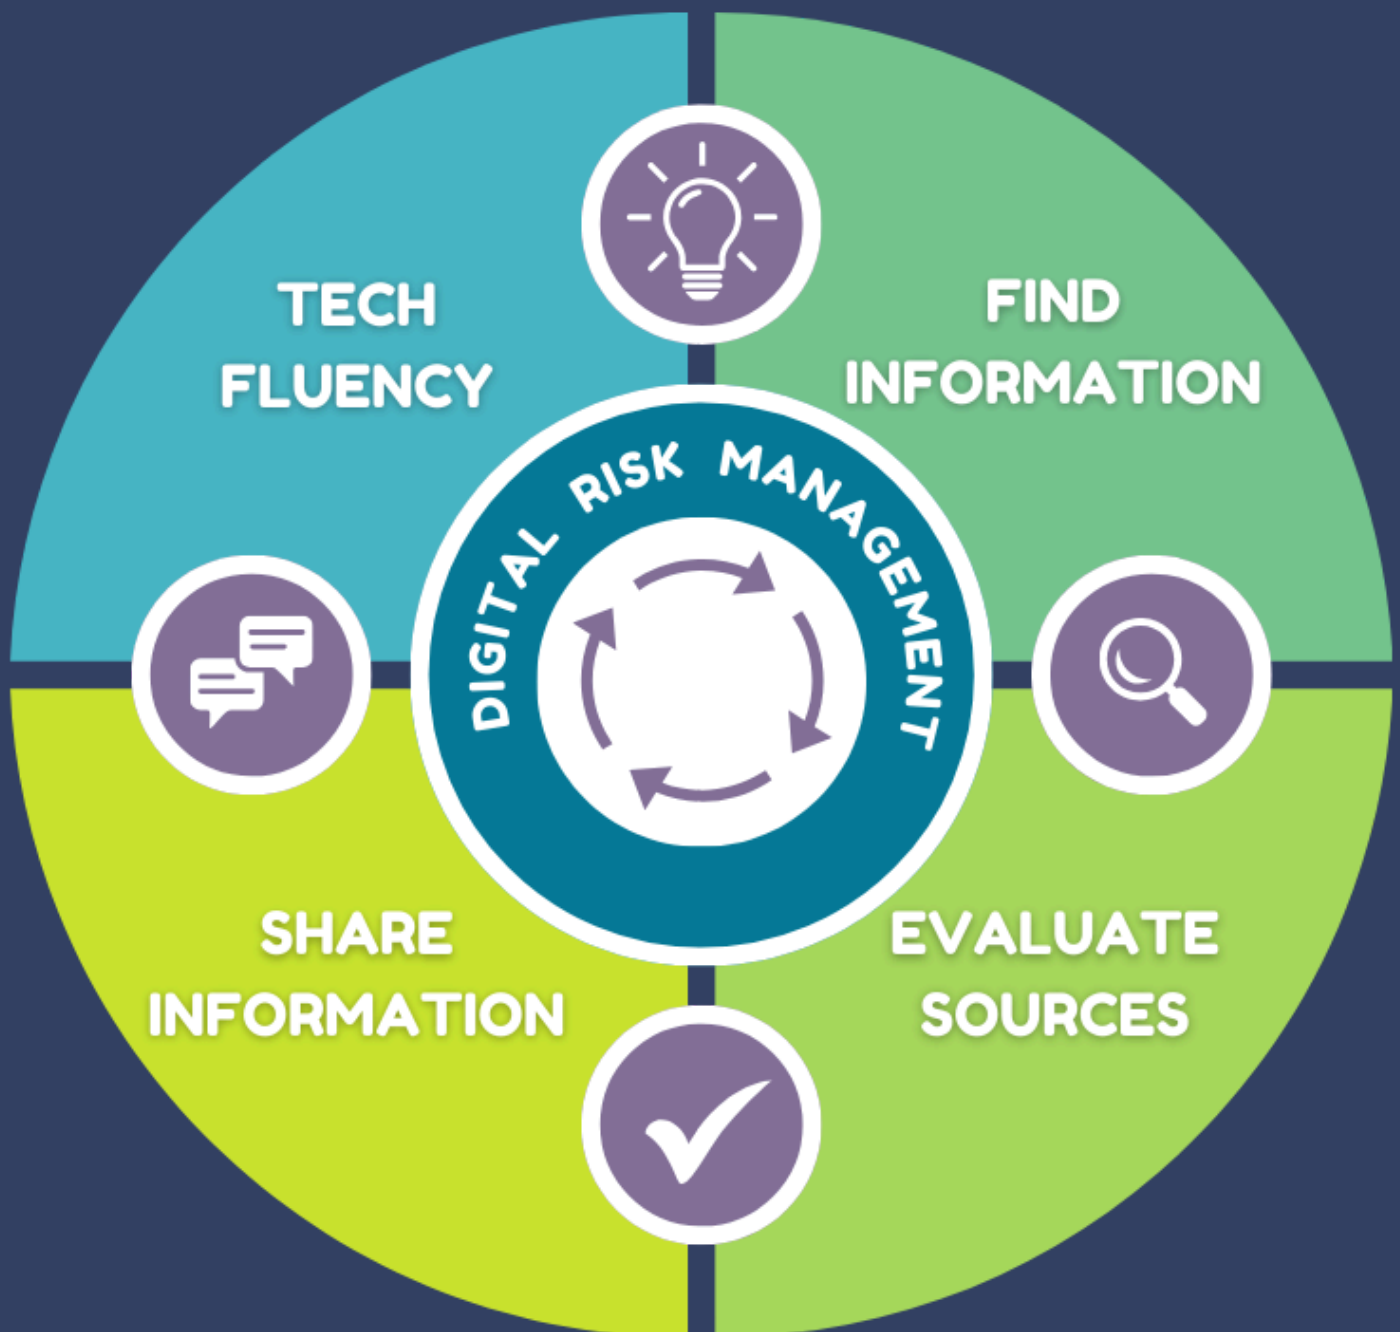 TECH
FLUENCY
FIND
INFORMATION
DIGITAL RISK MANAGEMENT
SHARE
INFORMATION
EVALUATE
SOURCES